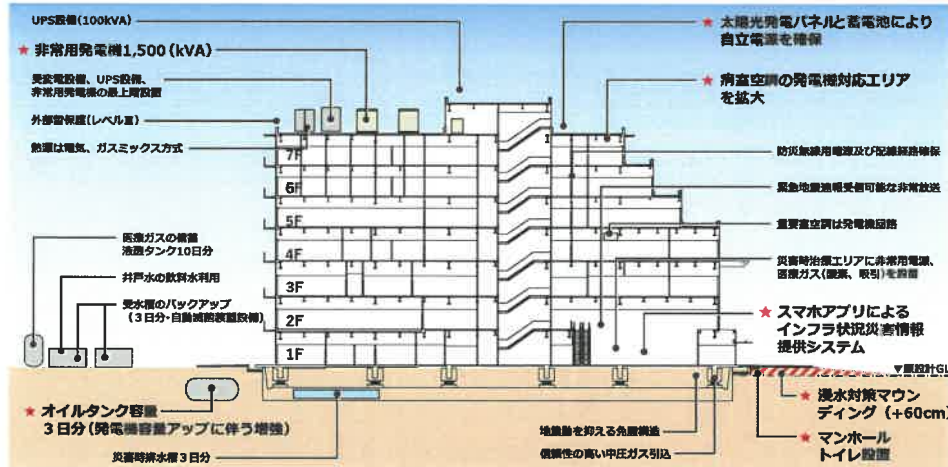 UPS設備(100kVA)
★ 非常用発電機1,500(kVA)
受変電設備、UPS設備、
非常用発電機の最上階設置
外部雷保護(レベルⅢ)
熱源は電気、ガスミックス方式
★ 太陽光発電パネルと蓄電池により
自立電源を確保
★ 病室空調の発電機対応エリア
を拡大
防災無線用電源及び配線経路確保
緊急地震速報受信可能な非常放送
重要室空調は発電機回路
災害時治療エリアに非常用電源、
医療ガス(酸素、吸引)を設置
★ スマホアプリによる
インフラ状況災害情報
提供システム
7F
6F
5F
4F
3F
2F
1F
医療ガスの備蓄
液酸タンク10日分
井戸水の飲料水利用
受水槽のバックアップ
(3日分・自動滅菌装置設備)
★ オイルタンク容量
3日分(発電機容量アップに伴う増強)
災害時排水槽3日分
地震動を抑える免震構造
信頼性の高い中圧ガス引込
▼原設計GL
★ 浸水対策マウン
ディング(+60cm)
★ マンホール
トイレ設置